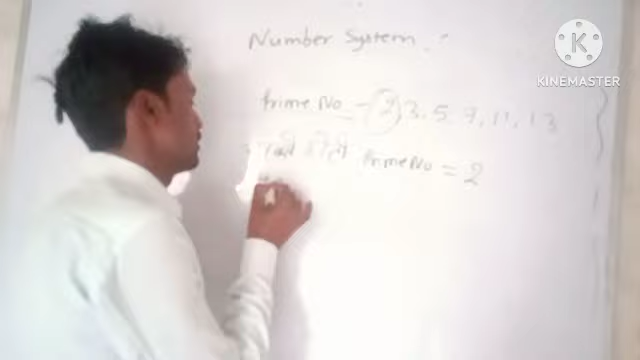 Number System :-
Prime No - 2, 3, 5 7, 11, 13
Prime No = 2
K
KINEMASTER